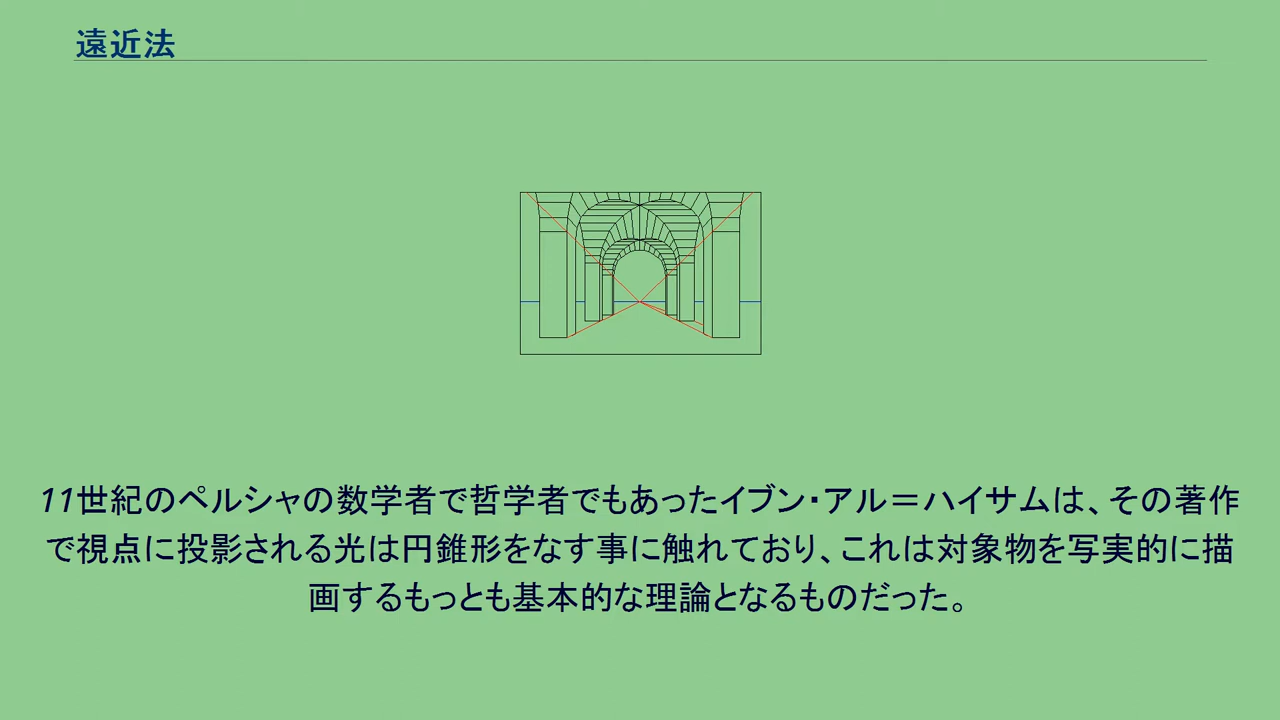 遠近法
11世紀のペルシャの数学者で哲学者でもあったイブン・アル＝ハイサムは、その著作
で視点に投影される光は円錐形をなす事に触れており、これは対象物を写実的に描
画するもっとも基本的な理論となるものだった。